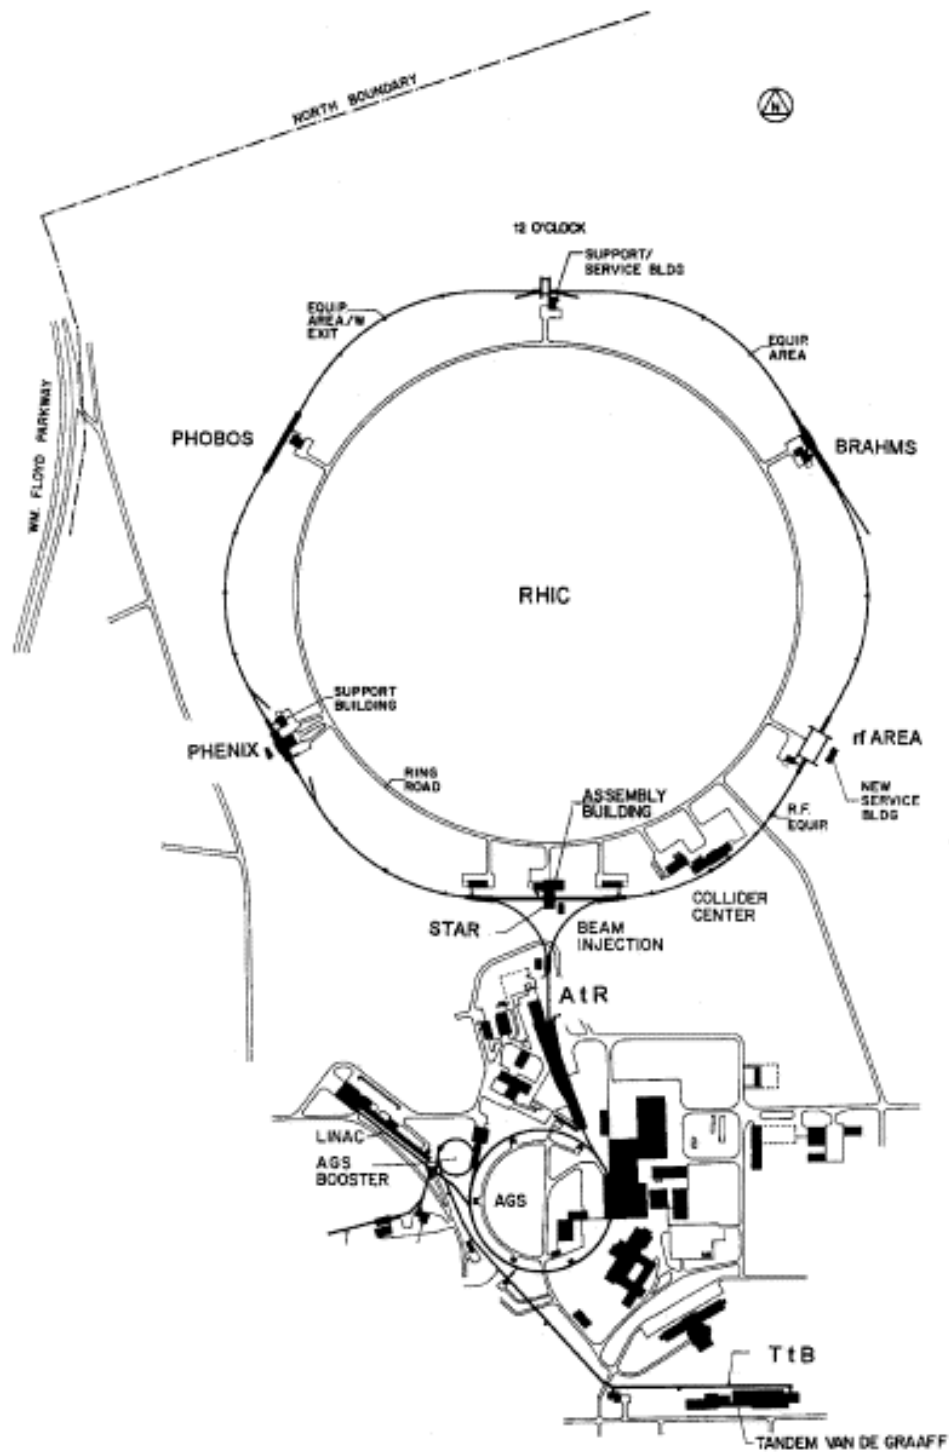 NORTH BOUNDARY
N
12 O'CLOCK
SUPPORT/
SERVICE BLDG
EQUIP.
AREA/W
EXIT
EQUIP.
AREA
WM. FLOYD PARKWAY
PHOBOS
BRAHMS
RHIC
SUPPORT
BUILDING
PHENIX
rf AREA
RING
ROAD
ASSEMBLY
BUILDING
NEW
SERVICE
BLDG
R.F.
EQUIP.
COLLIDER
CENTER
STAR
BEAM
INJECTION
AtR
LINAC
AGS
BOOSTER
AGS
TtB
TANDEM VAN DE GRAAFF